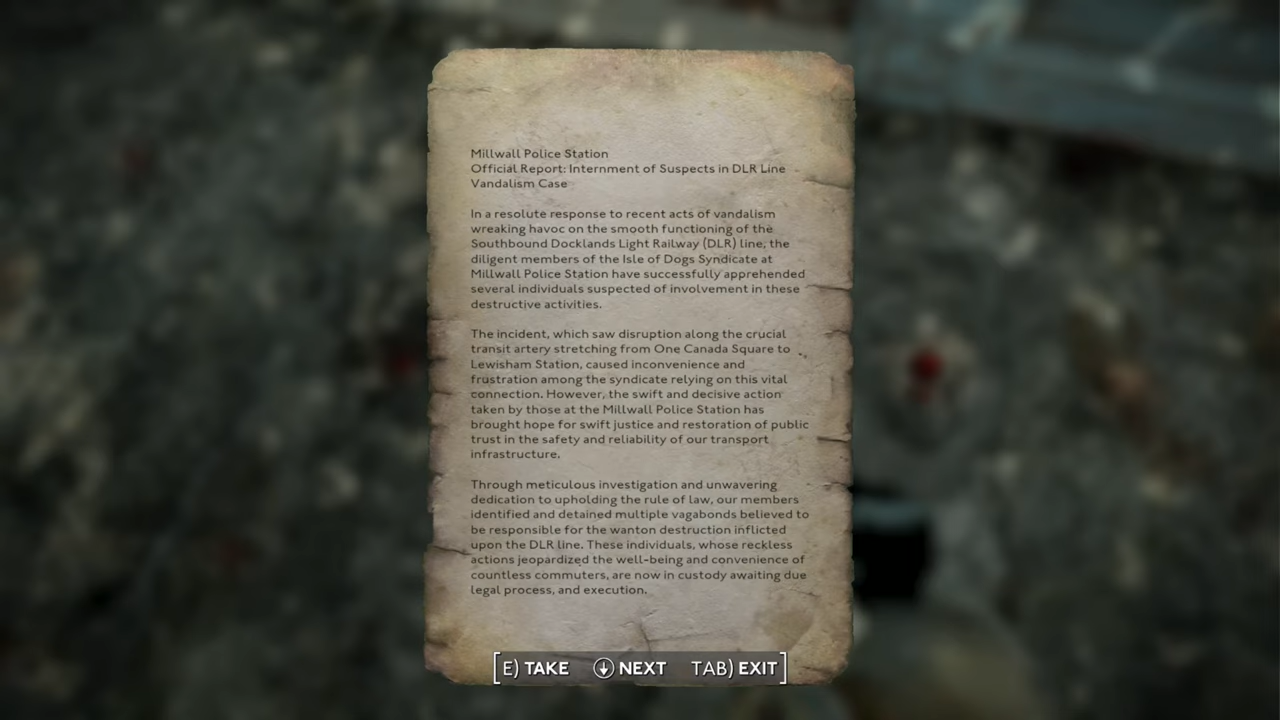 Millwall Police Station
Official Report: Internment of Suspects in DLR Line
Vandalism Case
In a resolute response to recent acts of vandalism
wreaking havoc on the smooth functioning of the
Southbound Docklands Light Railway (DLR) line, the
diligent members of the Isle of Dogs Syndicate at
Millwall Police Station have successfully apprehended
several individuals suspected of involvement in these
destructive activities.
The incident, which saw disruption along the crucial
transit artery stretching from One Canada Square to
Lewisham Station, caused inconvenience and
frustration among the syndicate relying on this vital
connection. However, the swift and decisive action
taken by those at the Millwall Police Station has
brought hope for swift justice and restoration of public
trust in the safety and reliability of our transport
infrastructure.
Through meticulous investigation and unwavering
dedication to upholding the rule of law, our members
identified and detained multiple vagabonds believed to
be responsible for the wanton destruction inflicted
upon the DLR line. These individuals, whose reckless
actions jeopardized the well-being and convenience of
countless commuters, are now in custody awaiting due
legal process, and execution.
[E) TAKE NEXT TAB) EXIT]